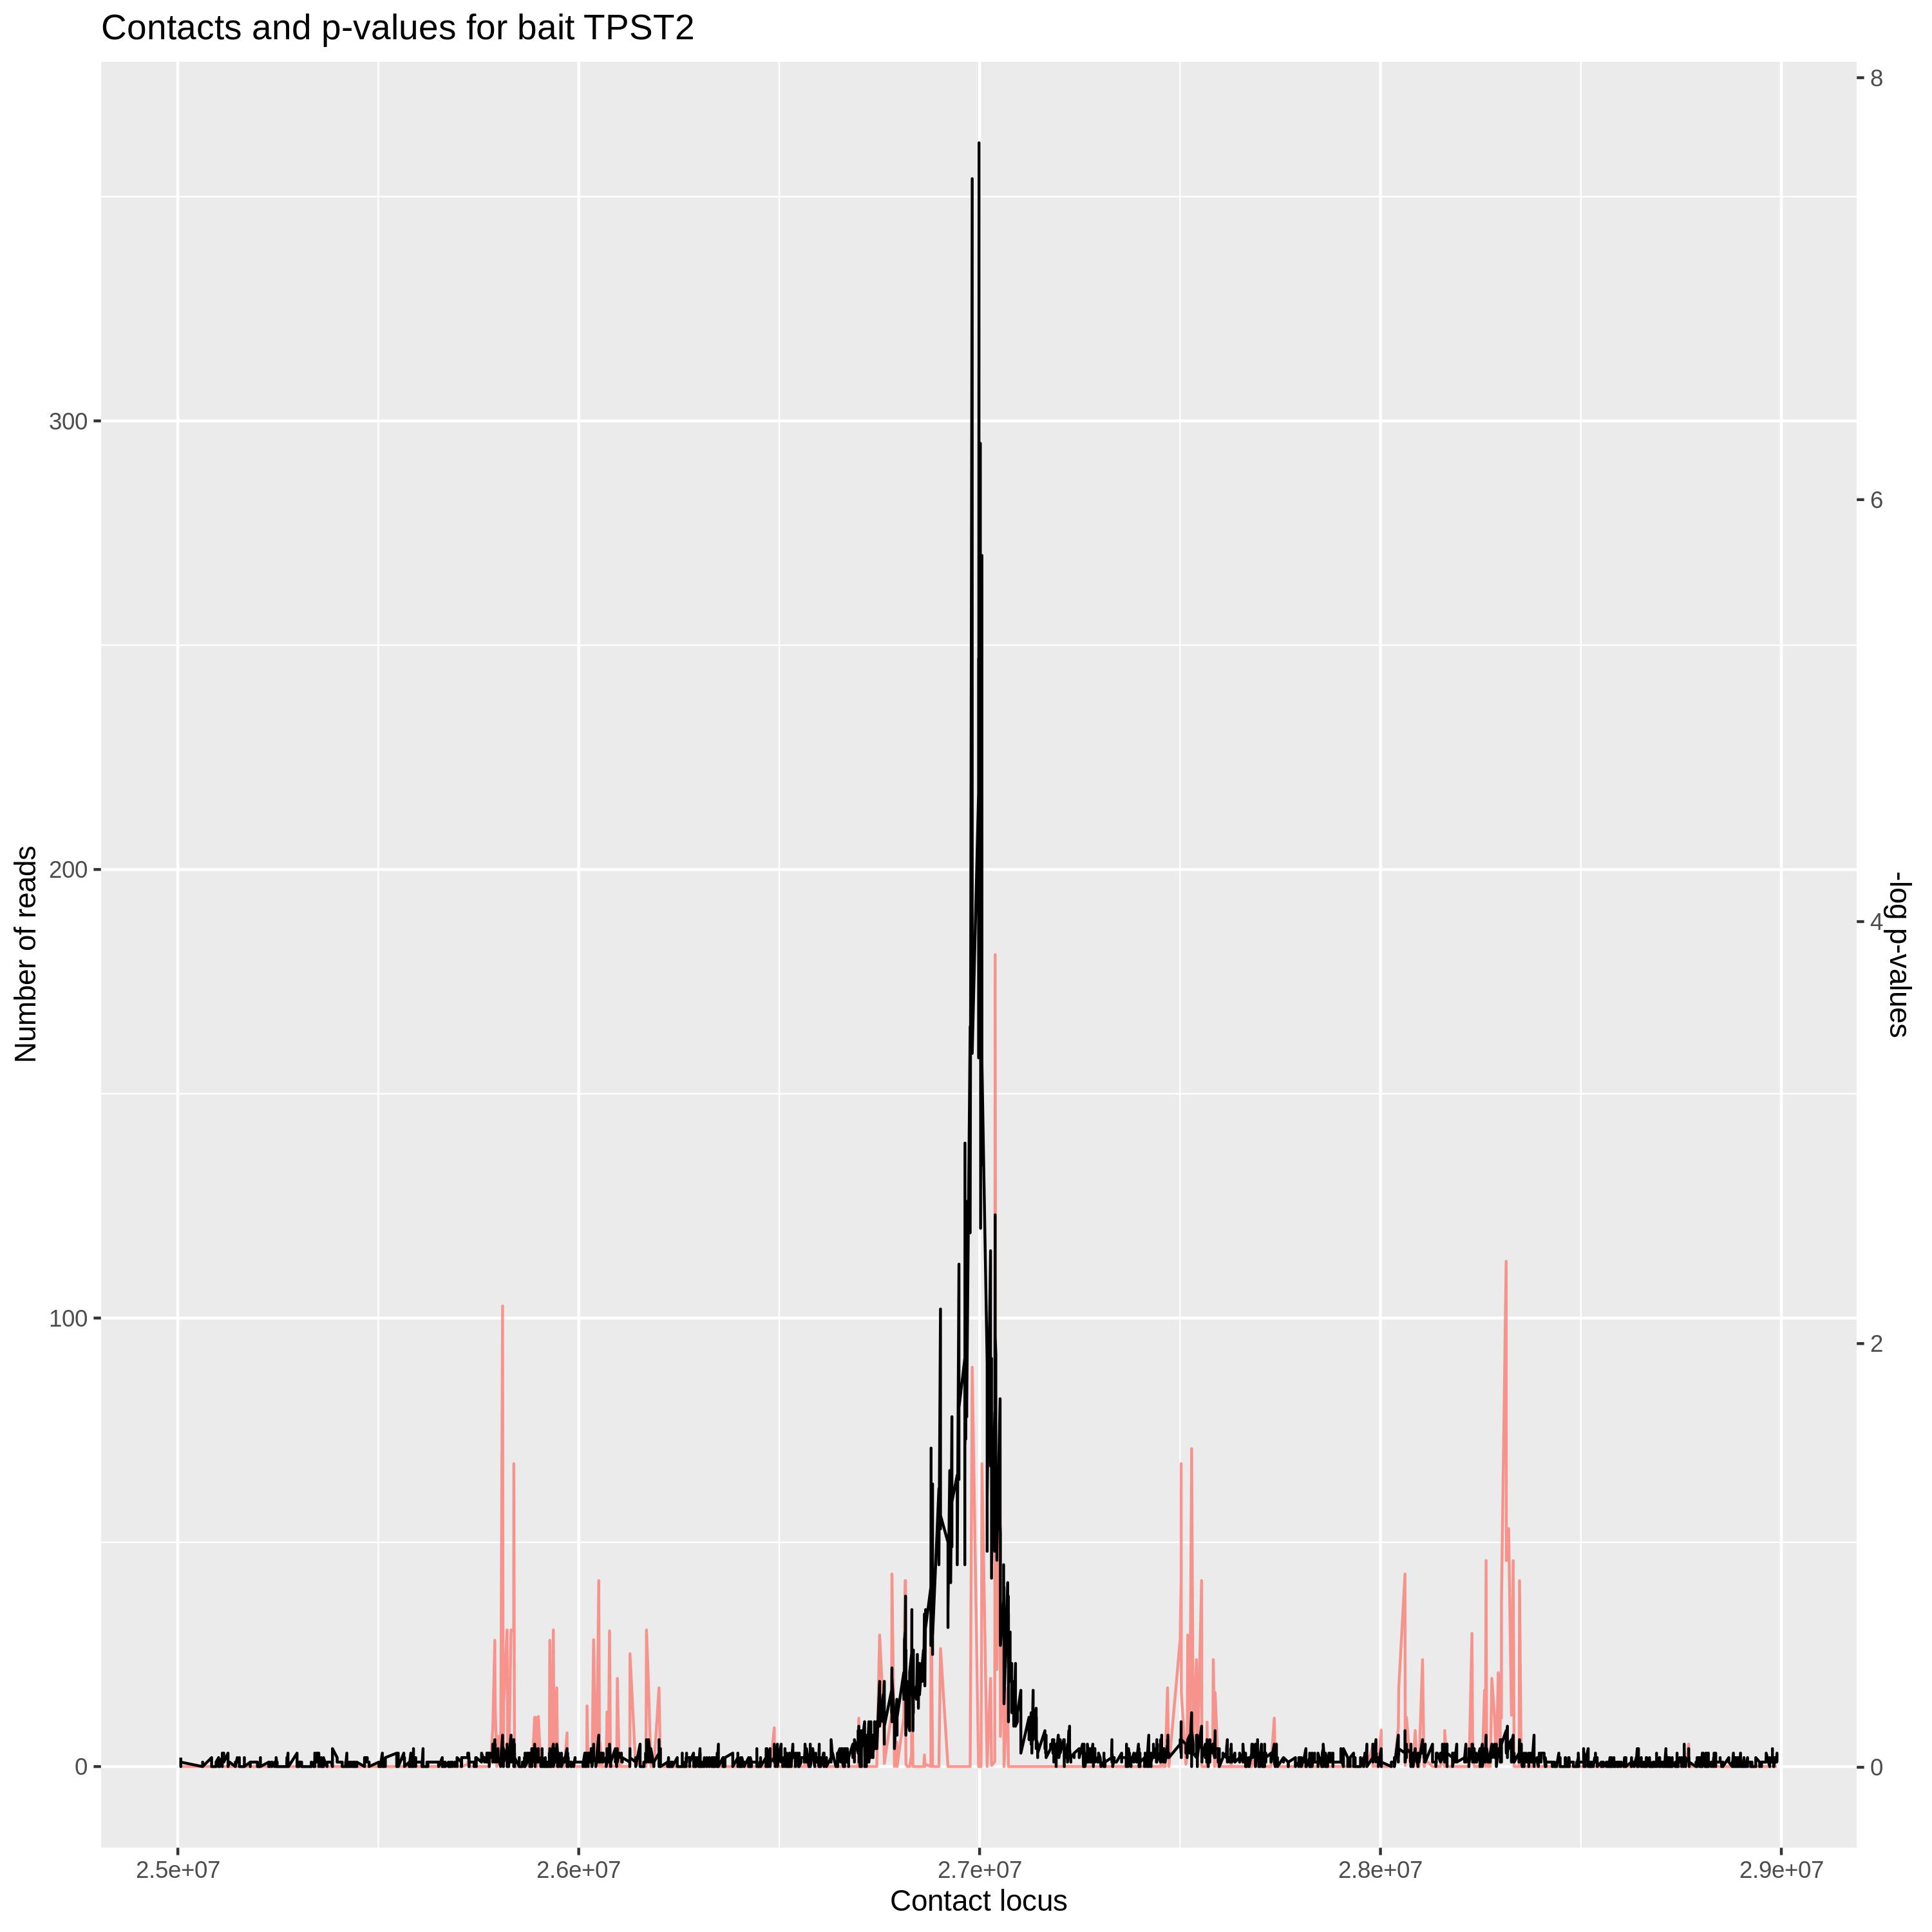 Contacts and p-values for bait TPST2
8
300
6
200
4
100
2
0
0
Number of reads
-log p-values
2.5e+07 2.6e+07 2.7e+07 2.8e+07 2.9e+07
Contact locus